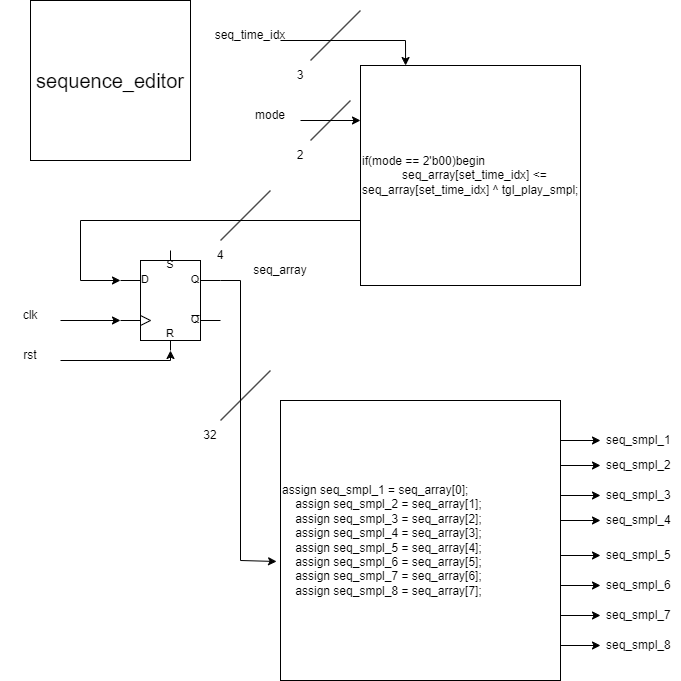 sequence_editor
seq_time_idx
3
mode
2
if(mode == 2'b00)begin
seq_array[set_time_idx] <=
seq_array[set_time_idx] ^ tgl_play_smpl;
4
S
D
Q
seq_array
clk
Q
R
rst
32
assign seq_smpl_1 = seq_array[0];
assign seq_smpl_2 = seq_array[1];
assign seq_smpl_3 = seq_array[2];
assign seq_smpl_4 = seq_array[3];
assign seq_smpl_5 = seq_array[4];
assign seq_smpl_6 = seq_array[5];
assign seq_smpl_7 = seq_array[6];
assign seq_smpl_8 = seq_array[7];
seq_smpl_1
seq_smpl_2
seq_smpl_3
seq_smpl_4
seq_smpl_5
seq_smpl_6
seq_smpl_7
seq_smpl_8